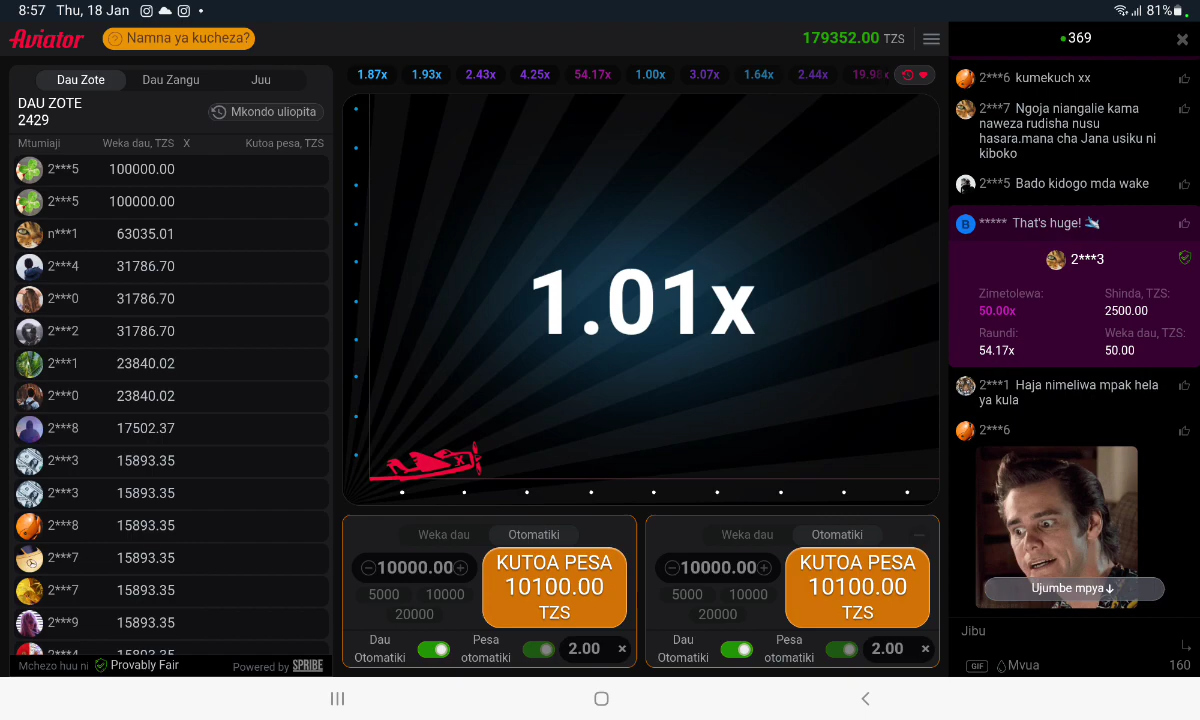 8:57 Thu, 18 Jan
81%
Aviator
Namna ya kucheza?
179352.00 TZS
369
Dau Zote Dau Zangu Juu
DAU ZOTE
2429
Mkondo uliopita
Mtumiaji Weka dau, TZS X Kutoa pesa, TZS
2***5 100000.00
2***5 100000.00
n***1 63035.01
2***4 31786.70
2***0 31786.70
2***2 31786.70
2***1 23840.02
2***0 23840.02
2***8 17502.37
2***3 15893.35
2***3 15893.35
2***8 15893.35
2***7 15893.35
2***7 15893.35
2***9 15893.35
2***4 15893.35
Mchezo huu ni Provably Fair Powered by SPRIBE
1.87x 1.93x 2.43x 4.25x 54.17x 1.00x 3.07x 1.64x 2.44x 19.98x
1.01x
Weka dau Otomatiki
10000.00
5000 10000
20000
KUTOA PESA
10100.00
TZS
Dau
Otomatiki
Pesa
otomatiki
2.00 ×
Weka dau Otomatiki
10000.00
5000 10000
20000
KUTOA PESA
10100.00
TZS
Dau
Otomatiki
Pesa
otomatiki
2.00 ×
2***6 kumekuch xx
2***7 Ngoja niangalie kama
naweza rudisha nusu
hasara.mana cha Jana usiku ni
kiboko
2***5 Bado kidogo mda wake
B ***** That's huge!
2***3
Zimetolewa: Shinda, TZS:
50.00x 2500.00
Raundi: Weka dau, TZS:
54.17x 50.00
2***1 Haja nimeliwa mpak hela
ya kula
2***6
Ujumbe mpya
Jibu
GIF Mvua 160